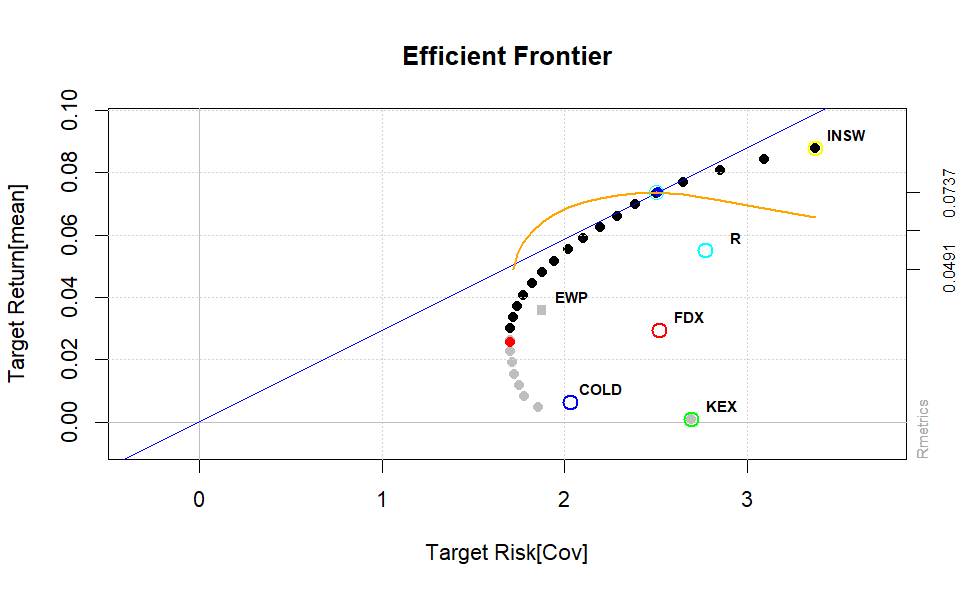 Efficient Frontier
Target Return[mean]
0.10
0.08
0.06
0.04
0.02
0.00
INSW
R
EWP
FDX
COLD
KEX
0.0737
0.0491
Rmetrics
0
1
2
3
Target Risk[Cov]